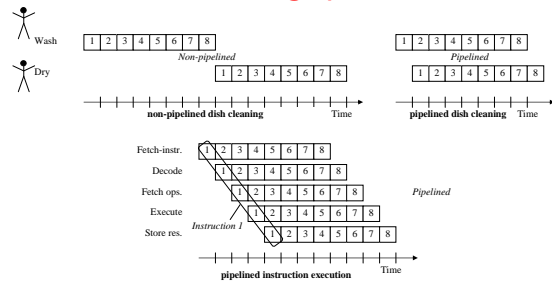 Wash
1 2 3 4 5 6 7 8
1 2 3 4 5 6 7 8
Non-pipelined
Pipelined
Dry
1 2 3 4 5 6 7 8
1 2 3 4 5 6 7 8
non-pipelined dish cleaning
Time
pipelined dish cleaning
Time
Fetch-instr.
1 2 3 4 5 6 7 8
Decode
1 2 3 4 5 6 7 8
Fetch ops.
1 2 3 4 5 6 7 8
Pipelined
Execute
1 2 3 4 5 6 7 8
Instruction 1
Store res.
1 2 3 4 5 6 7 8
Time
pipelined instruction execution